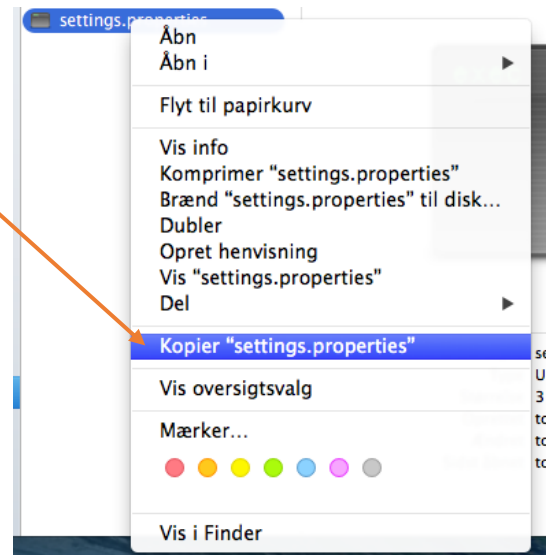 settings.properties
Åbn
Åbn i
Flyt til papirkurv
Vis info
Komprimer “settings.properties”
Brænd “settings.properties” til disk...
Dubler
Opret henvisning
Vis “settings.properties”
Del
Kopier “settings.properties”
Vis oversigtsvalg
Mærker...
Vis i Finder